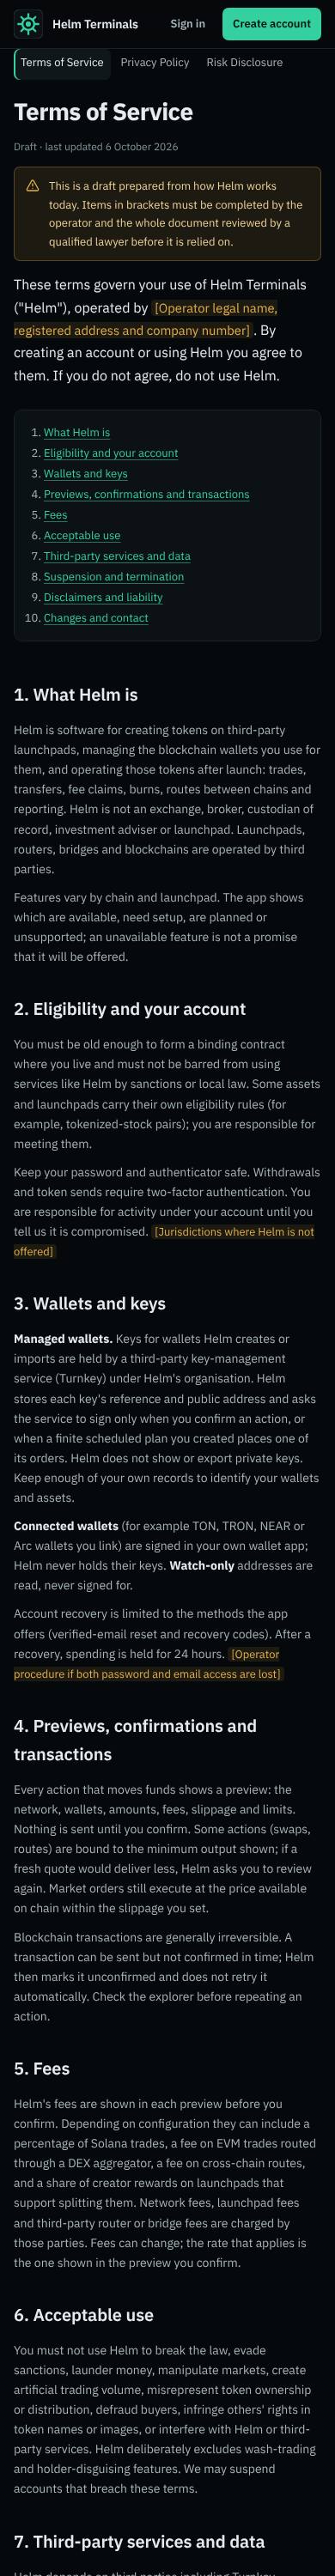 Helm Terminals
Sign in
Create account
Terms of Service
Privacy Policy
Risk Disclosure
Terms of Service
Draft · last updated 6 October 2026
This is a draft prepared from how Helm works
today. Items in brackets must be completed by the
operator and the whole document reviewed by a
qualified lawyer before it is relied on.
These terms govern your use of Helm Terminals
("Helm"), operated by [Operator legal name,
registered address and company number]. By
creating an account or using Helm you agree to
them. If you do not agree, do not use Helm.
1. What Helm is
2. Eligibility and your account
3. Wallets and keys
4. Previews, confirmations and transactions
5. Fees
6. Acceptable use
7. Third-party services and data
8. Suspension and termination
9. Disclaimers and liability
10. Changes and contact
1. What Helm is
Helm is software for creating tokens on third-party
launchpads, managing the blockchain wallets you use for
them, and operating those tokens after launch: trades,
transfers, fee claims, burns, routes between chains and
reporting. Helm is not an exchange, broker, custodian of
record, investment adviser or launchpad. Launchpads,
routers, bridges and blockchains are operated by third
parties.
Features vary by chain and launchpad. The app shows
which are available, need setup, are planned or
unsupported; an unavailable feature is not a promise
that it will be offered.
2. Eligibility and your account
You must be old enough to form a binding contract
where you live and must not be barred from using
services like Helm by sanctions or local law. Some assets
and launchpads carry their own eligibility rules (for
example, tokenized-stock pairs); you are responsible for
meeting them.
Keep your password and authenticator safe. Withdrawals
and token sends require two-factor authentication. You
are responsible for activity under your account until you
tell us it is compromised. [Jurisdictions where Helm is not
offered]
3. Wallets and keys
Managed wallets. Keys for wallets Helm creates or
imports are held by a third-party key-management
service (Turnkey) under Helm's organisation. Helm
stores each key's reference and public address and asks
the service to sign only when you confirm an action, or
when a finite scheduled plan you created places one of
its orders. Helm does not show or export private keys.
Keep enough of your own records to identify your wallets
and assets.
Connected wallets (for example TON, TRON, NEAR or
Arc wallets you link) are signed in your own wallet app;
Helm never holds their keys. Watch-only addresses are
read, never signed for.
Account recovery is limited to the methods the app
offers (verified-email reset and recovery codes). After a
recovery, spending is held for 24 hours. [Operator
procedure if both password and email access are lost]
4. Previews, confirmations and
transactions
Every action that moves funds shows a preview: the
network, wallets, amounts, fees, slippage and limits.
Nothing is sent until you confirm. Some actions (swaps,
routes) are bound to the minimum output shown; if a
fresh quote would deliver less, Helm asks you to review
again. Market orders still execute at the price available
on chain within the slippage you set.
Blockchain transactions are generally irreversible. A
transaction can be sent but not confirmed in time; Helm
then marks it unconfirmed and does not retry it
automatically. Check the explorer before repeating an
action.
5. Fees
Helm's fees are shown in each preview before you
confirm. Depending on configuration they can include a
percentage of Solana trades, a fee on EVM trades routed
through a DEX aggregator, a fee on cross-chain routes,
and a share of creator rewards on launchpads that
support splitting them. Network fees, launchpad fees
and third-party router or bridge fees are charged by
those parties. Fees can change; the rate that applies is
the one shown in the preview you confirm.
6. Acceptable use
You must not use Helm to break the law, evade
sanctions, launder money, manipulate markets, create
artificial trading volume, misrepresent token ownership
or distribution, defraud buyers, infringe others' rights in
token names or images, or interfere with Helm or third-
party services. Helm deliberately excludes wash-trading
and holder-disguising features. We may suspend
accounts that breach these terms.
7. Third-party services and data
Helm depends on third parties including Turnkey